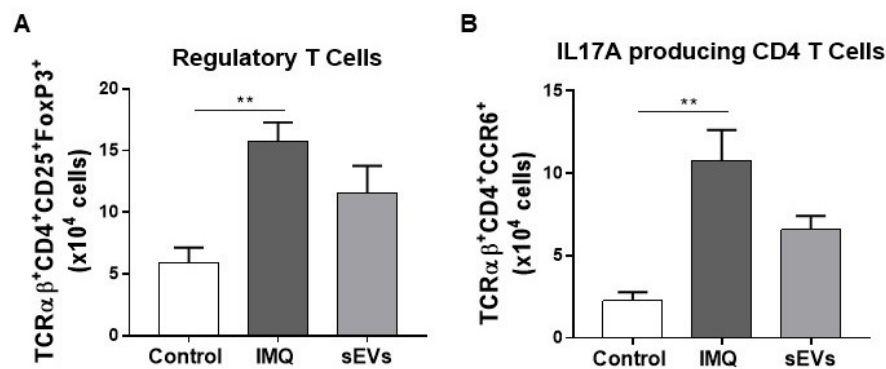 A
Regulatory T Cells
TCRαβ⁺CD4⁺CD25⁺FoxP3⁺
(x10⁴ cells)
20
15
10
5
0
**
Control IMQ sEVs
B
IL17A producing CD4 T Cells
TCRαβ⁺CD4⁺CCR6⁺
(x10⁴ cells)
15
10
5
0
**
Control IMQ sEVs